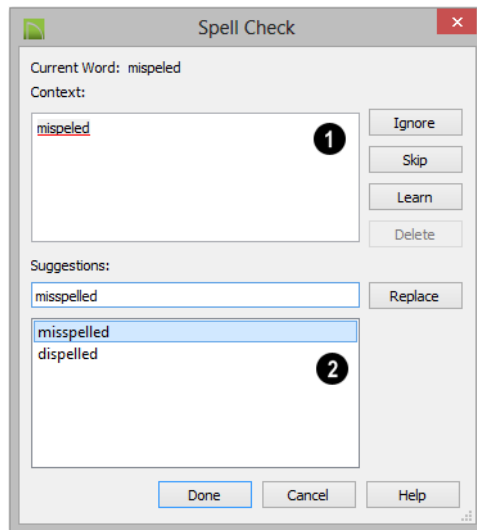 Spell Check
Current Word: mispeled
Context:
mispeled
1
Ignore
Skip
Learn
Delete
Suggestions:
misspelled
Replace
misspelled
dispelled
2
Done Cancel Help